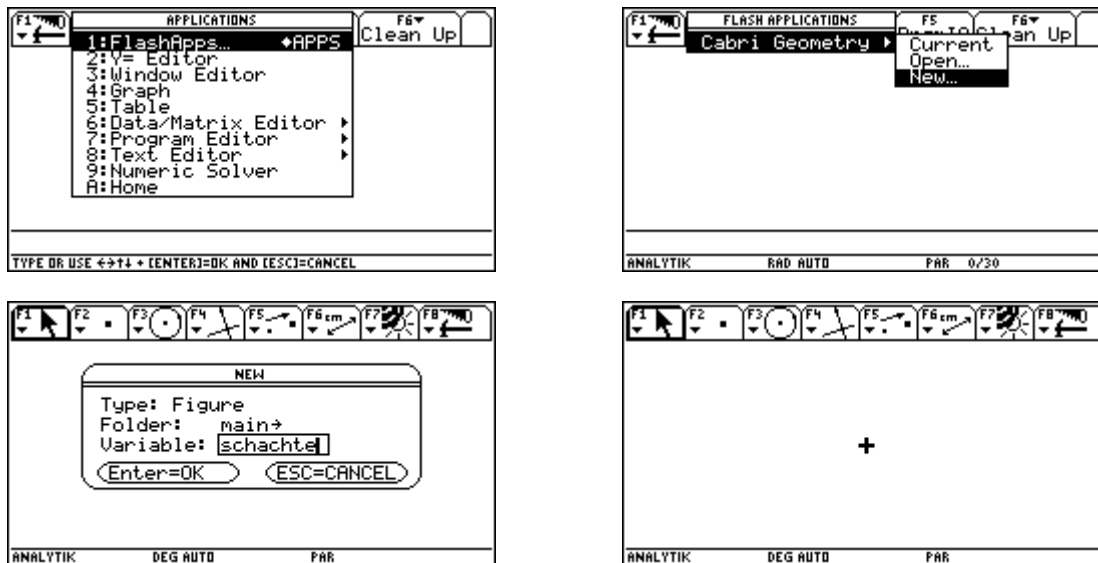 F1 APPLICATIONS F6
Clean Up
1:FlashApps… ◆APPS
2:Y= Editor
3:Window Editor
4:Graph
5:Table
6:Data/Matrix Editor ▶
7:Program Editor ▶
8:Text Editor ▶
9:Numeric Solver
A:Home
TYPE OR USE ←→↑↓ + [ENTER]=OK AND [ESC]=CANCEL
F1 FLASH APPLICATIONS F5 F6
an Up
Cabri Geometry ▶
Current
Open…
New…
ANALYTIK RAD AUTO PAR 0/30
F1 F2 F3 F4 F5 F6 cm F7 F8
NEW
Type: Figure
Folder: main→
Variable: schachte
Enter=OK ESC=CANCEL
ANALYTIK DEG AUTO PAR
F1 F2 F3 F4 F5 F6 cm F7 F8
ANALYTIK DEG AUTO PAR